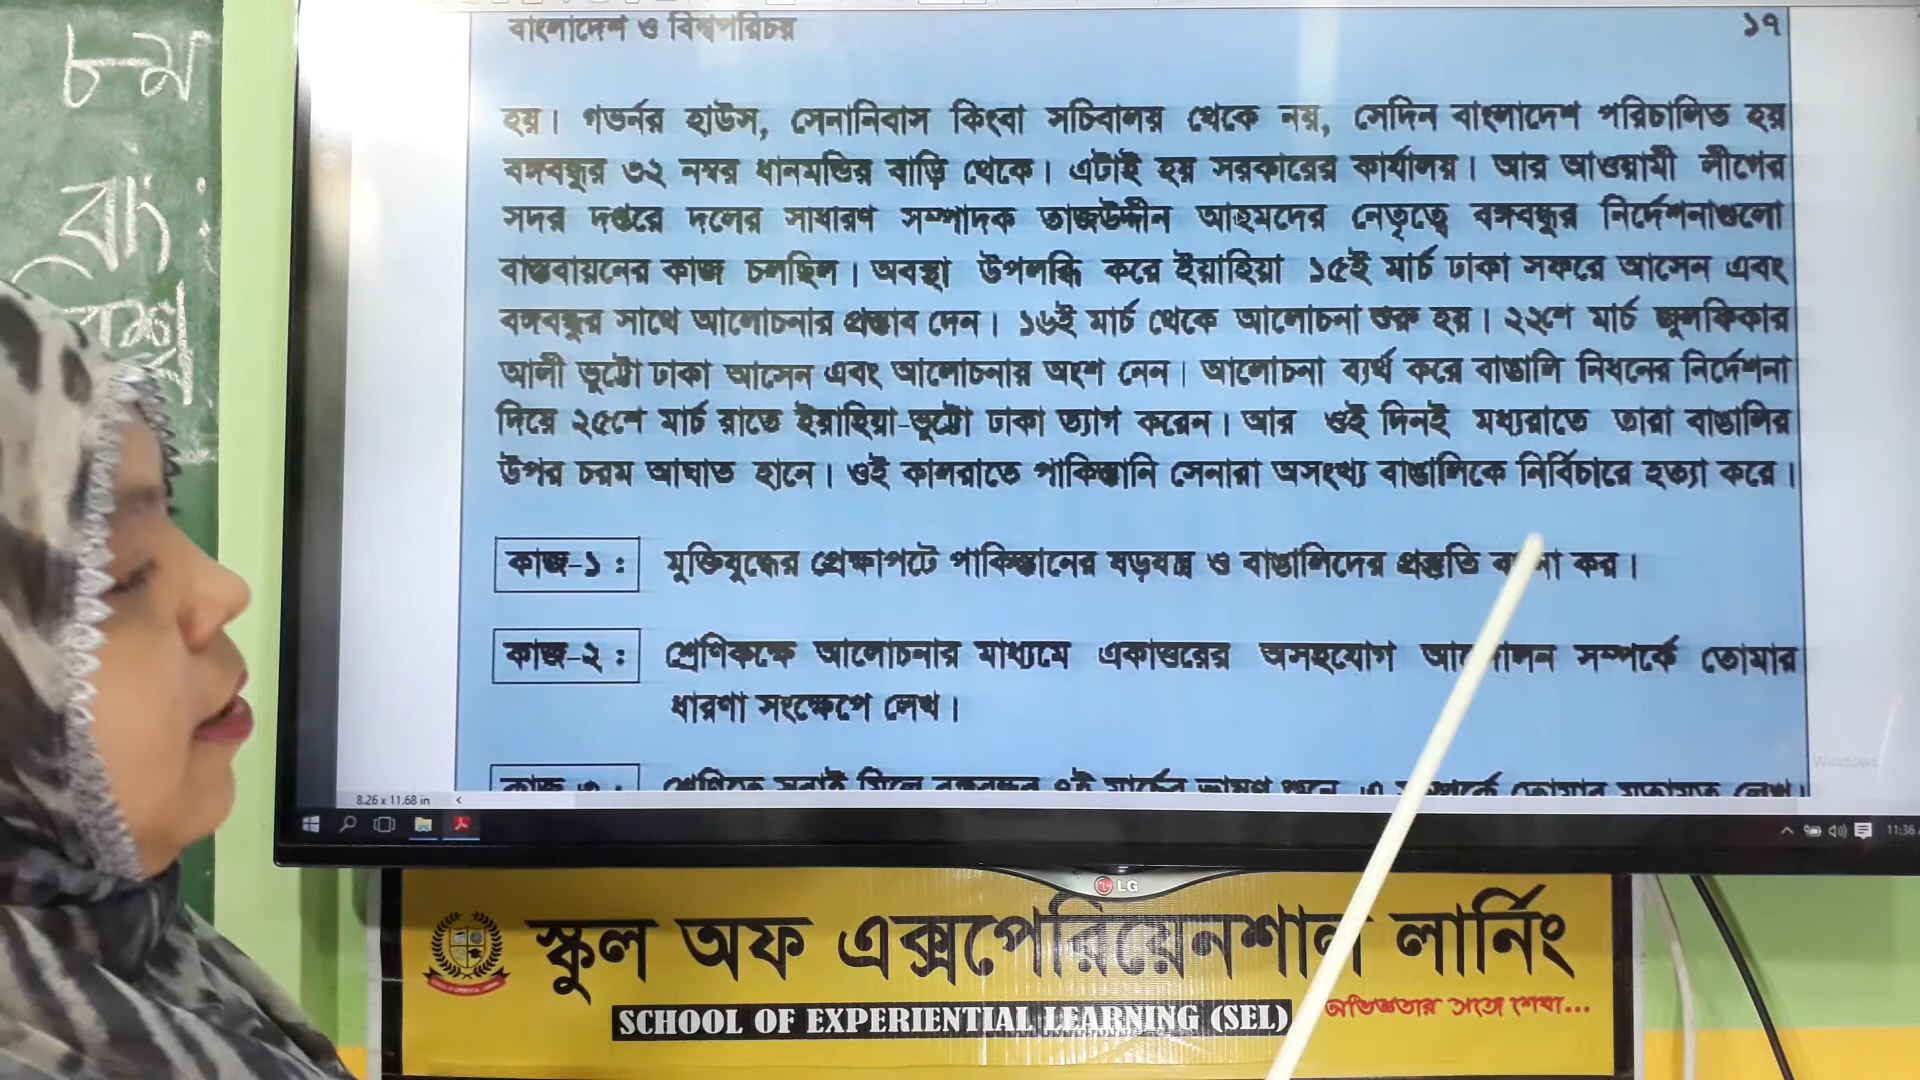 ৮-ম
বাংলাদেশ ও বিশ্বপরিচয় ১৭
হয়। গভর্নর হাউস, সেনানিবাস কিংবা সচিবালয় থেকে নয়, সেদিন বাংলাদেশ পরিচালিত হয়
বঙ্গবন্ধুর ৩২ নম্বর ধানমন্ডির বাড়ি থেকে। এটাই হয় সরকারের কার্যালয়। আর আওয়ামী লীগের
সদর দপ্তরে দলের সাধারণ সম্পাদক তাজউদ্দীন আহমদের নেতৃত্বে বঙ্গবন্ধুর নির্দেশনাগুলো
বাস্তবায়নের কাজ চলছিল। অবস্থা উপলব্ধি করে ইয়াহিয়া ১৫ই মার্চ ঢাকা সফরে আসেন এবং
বঙ্গবন্ধুর সাথে আলোচনার প্রস্তাব দেন। ১৬ই মার্চ থেকে আলোচনা শুরু হয়। ২২শে মার্চ জুলফিকার
আলী ভুট্টো ঢাকা আসেন এবং আলোচনায় অংশ নেন। আলোচনা ব্যর্থ করে বাঙালি নিধনের নির্দেশনা
দিয়ে ২৫শে মার্চ রাতে ইয়াহিয়া-ভুট্টো ঢাকা ত্যাগ করেন। আর ওই দিনই মধ্যরাতে তারা বাঙালির
উপর চরম আঘাত হানে। ওই কালরাতে পাকিস্তানি সেনারা অসংখ্য বাঙালিকে নির্বিচারে হত্যা করে।
কাজ-১ : মুক্তিযুদ্ধের প্রেক্ষাপটে পাকিস্তানের ষড়যন্ত্র ও বাঙালিদের প্রস্তুতি কর।
কাজ-২ : শ্রেণিকক্ষে আলোচনার মাধ্যমে একাত্তরের অসহযোগ আন্দোলন সম্পর্কে তোমার
ধারণা সংক্ষেপে লেখ।
8.26 x 11.68 in
Windows
11:36
LG
স্কুল অফ এক্সপেরিয়েনশাল লার্নিং
SCHOOL OF EXPERIENTIAL LEARNING (SEL)
অভিজ্ঞতার সাথে শেখা...